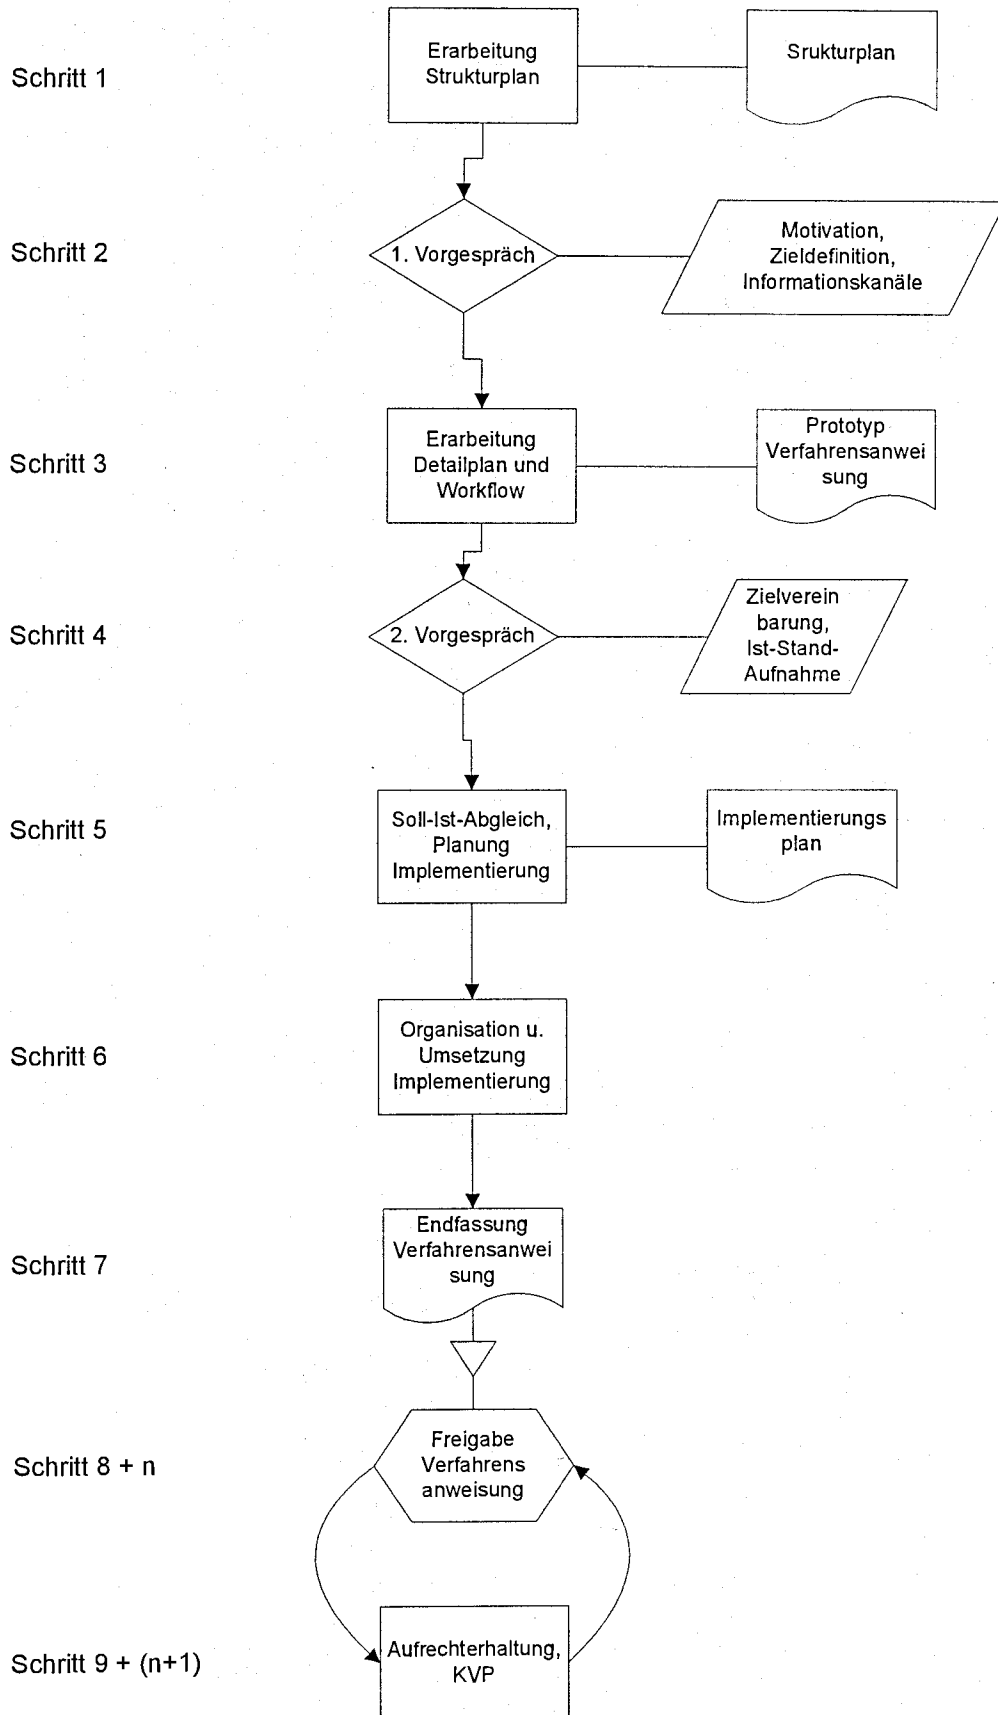 Schritt 1
Erarbeitung
Strukturplan
Srukturplan
Schritt 2
1. Vorgespräch
Motivation,
Zieldefinition,
Informationskanäle
Schritt 3
Erarbeitung
Detailplan und
Workflow
Prototyp
Verfahrensanwei
sung
Schritt 4
2. Vorgespräch
Zielverein
barung,
Ist-Stand-
Aufnahme
Schritt 5
Soll-Ist-Abgleich,
Planung
Implementierung
Implementierungs
plan
Schritt 6
Organisation u.
Umsetzung
Implementierung
Schritt 7
Endfassung
Verfahrensanwei
sung
Schritt 8 + n
Freigabe
Verfahrens
anweisung
Schritt 9 + (n+1)
Aufrechterhaltung,
KVP